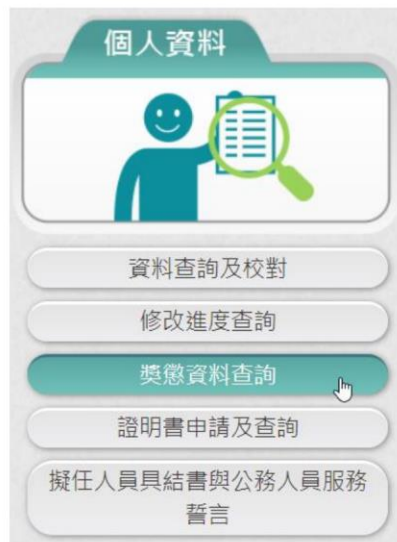 個人資料
資料查詢及校對
修改進度查詢
獎懲資料查詢
證明書申請及查詢
擬任人員具結書與公務人員服務
誓言